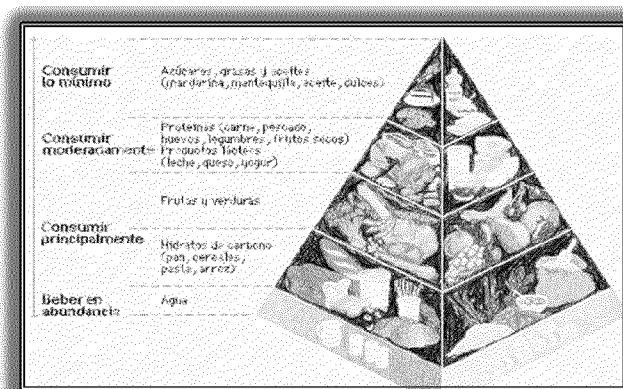 Consumir
lo mínimo
Azúcares, grasas y aceites
(margarina, mantequilla, aceite, dulces)
Consumir
moderadamente
Proteínas (carne, pescado,
huevos, legumbres, frutos secos)
Productos lácteos
(leche, queso, yogur)
Consumir
principalmente
Frutas y verduras
Hidratos de carbono
(pan, cereales,
pasta, arroz)
Beber en
abundancia
Agua